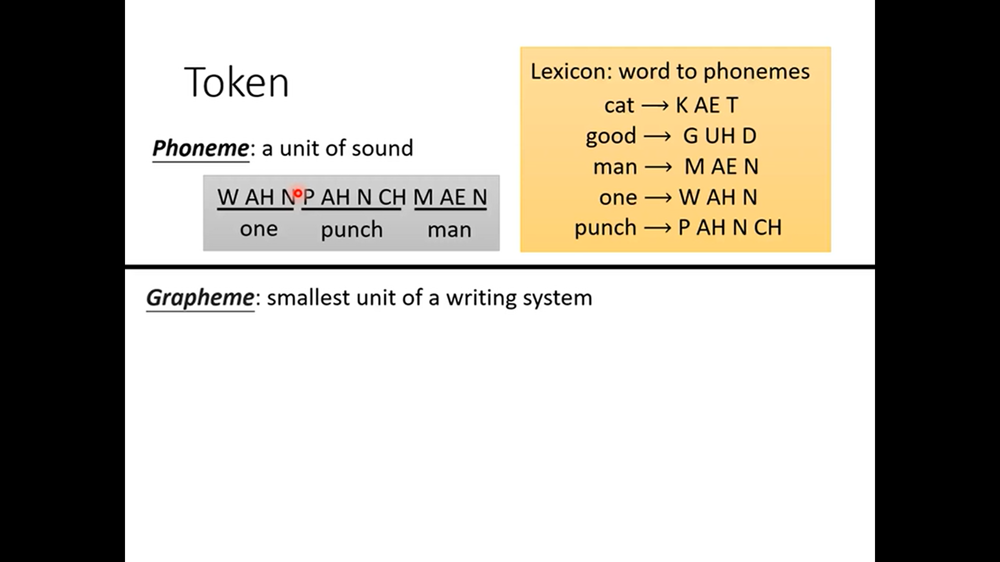 Token
Phoneme: a unit of sound
W AH N P AH N CH M AE N
one punch man
Lexicon: word to phonemes
cat ⟶ K AE T
good ⟶ G UH D
man ⟶ M AE N
one ⟶ W AH N
punch ⟶ P AH N CH
Grapheme: smallest unit of a writing system